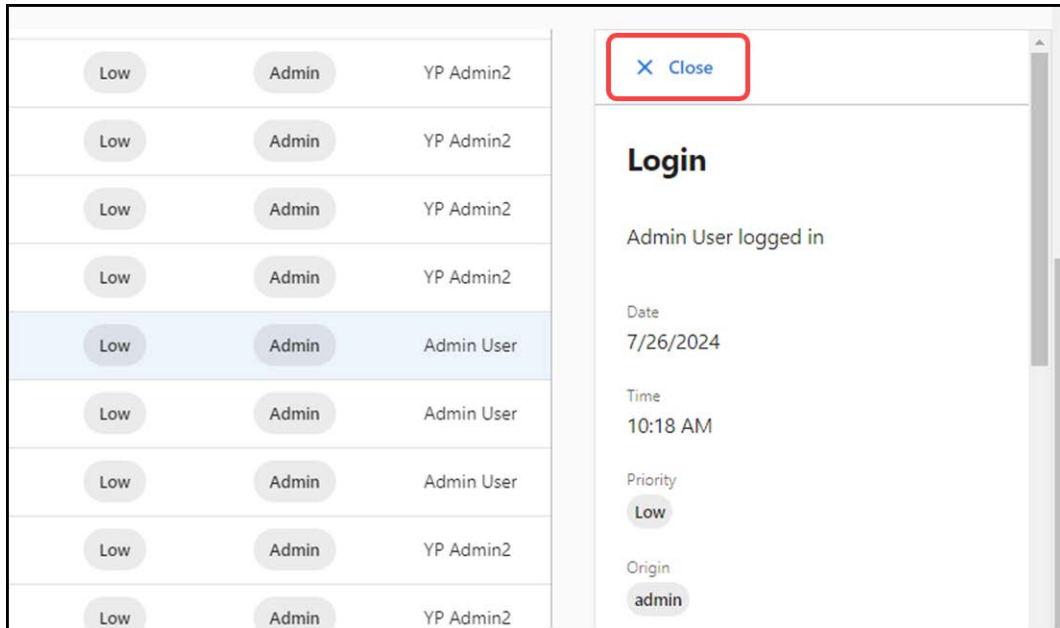 Low Admin YP Admin2
Low Admin YP Admin2
Low Admin YP Admin2
Low Admin YP Admin2
Low Admin Admin User
Low Admin Admin User
Low Admin Admin User
Low Admin YP Admin2
Low Admin YP Admin2
Close
Login
Admin User logged in
Date
7/26/2024
Time
10:18 AM
Priority
Low
Origin
admin